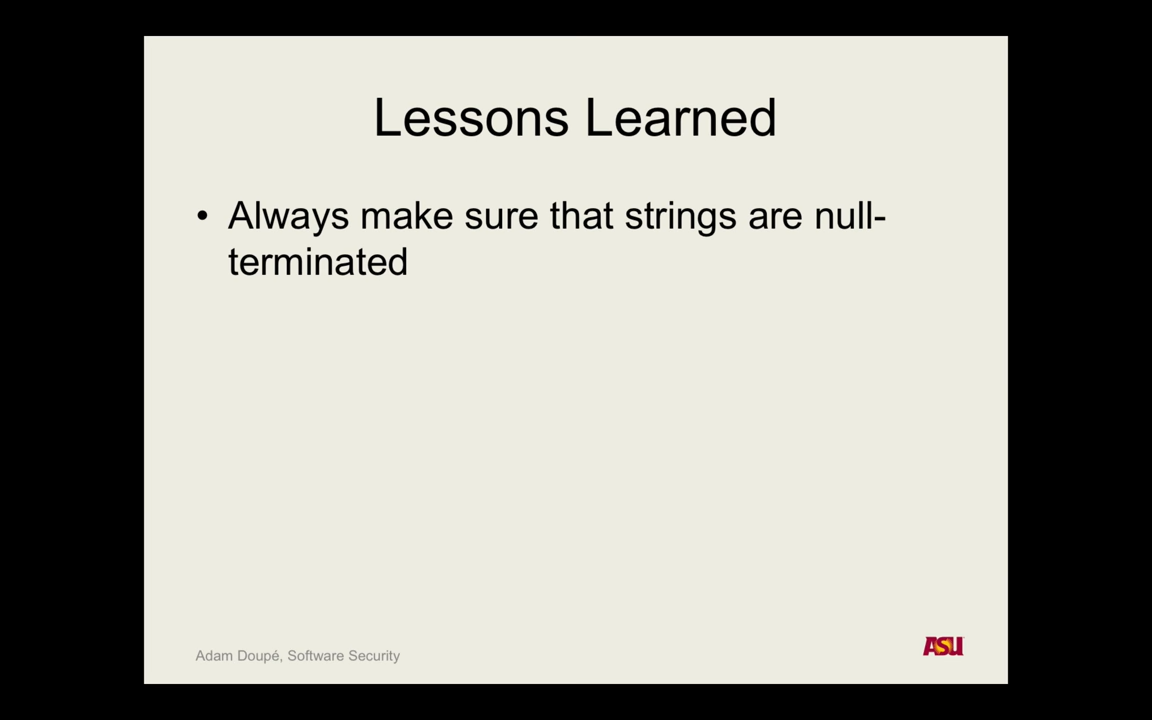 Lessons Learned
• Always make sure that strings are null-
terminated
Adam Doupé, Software Security
ASU